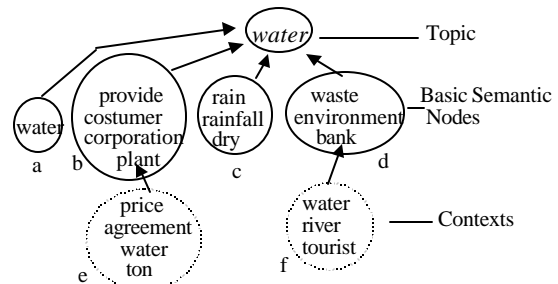 water
Topic
water
a
provide
costumer
corporation
plant
b
rain
rainfall
dry
c
waste
environment
bank
d
Basic Semantic
Nodes
price
agreement
water
ton
e
water
river
tourist
f
Contexts